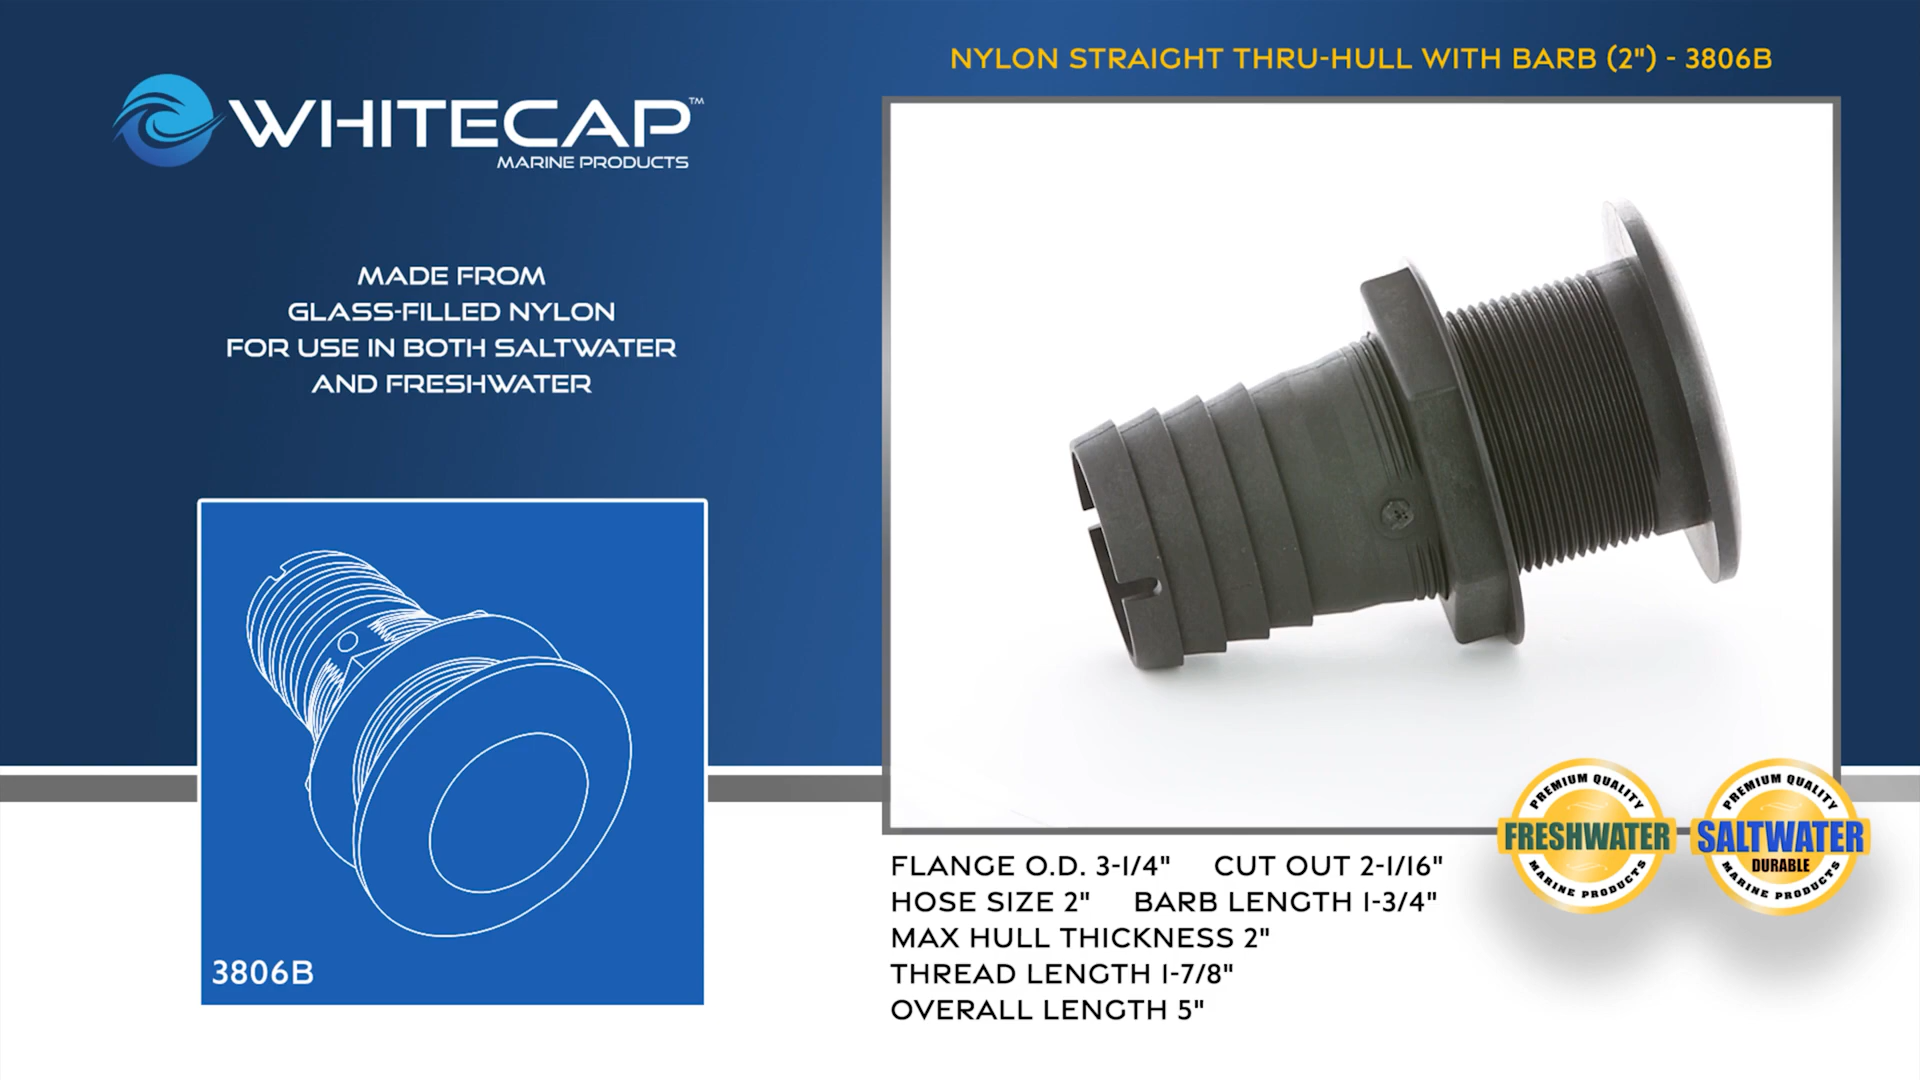 NYLON STRAIGHT THRU-HULL WITH BARB (2") - 3806B
WHITECAP™
MARINE PRODUCTS
MADE FROM
GLASS-FILLED NYLON
FOR USE IN BOTH SALTWATER
AND FRESHWATER
3806B
PREMIUM QUALITY
FRESHWATER
MARINE PRODUCTS
PREMIUM QUALITY
SALTWATER
DURABLE
MARINE PRODUCTS
FLANGE O.D. 3-1/4" CUT OUT 2-1/16"
HOSE SIZE 2" BARB LENGTH 1-3/4"
MAX HULL THICKNESS 2"
THREAD LENGTH 1-7/8"
OVERALL LENGTH 5"